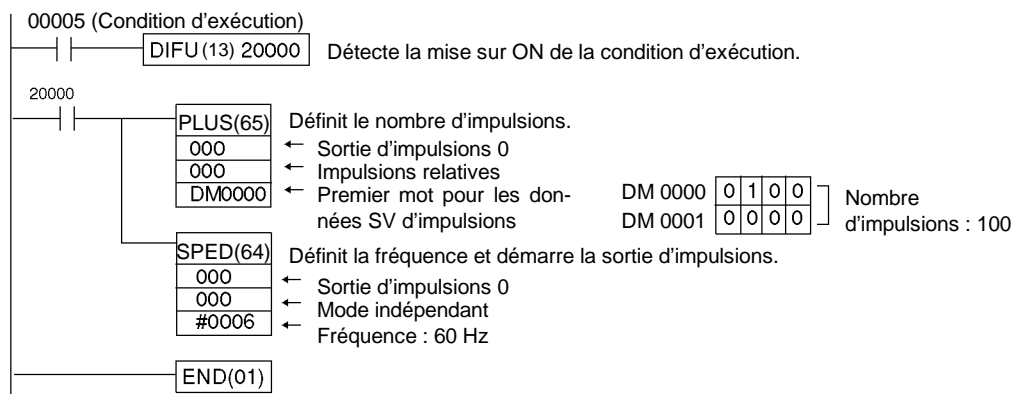 00005 (Condition d'exécution)
DIFU(13) 20000 Détecte la mise sur ON de la condition d'exécution.
20000
PLUS(65) Définit le nombre d'impulsions.
000 ← Sortie d'impulsions 0
000 ← Impulsions relatives
DM0000 ← Premier mot pour les don-
nées SV d'impulsions
DM 0000 0 1 0 0
DM 0001 0 0 0 0
Nombre
d'impulsions : 100
SPED(64) Définit la fréquence et démarre la sortie d'impulsions.
000 ← Sortie d'impulsions 0
000 ← Mode indépendant
#0006 ← Fréquence : 60 Hz
END(01)